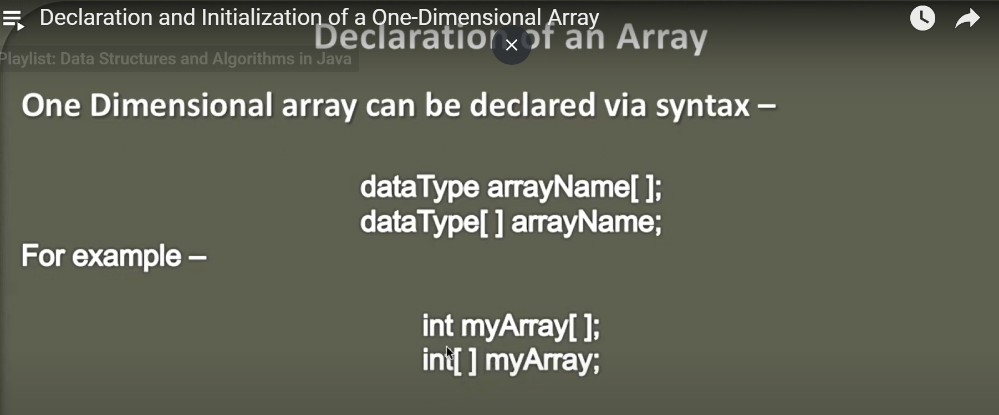 Declaration and Initialization of a One-Dimensional Array
Declaration of an Array
Playlist: Data Structures and Algorithms in Java
One Dimensional array can be declared via syntax –
dataType arrayName[ ];
dataType[ ] arrayName;
For example –
int myArray[ ];
int[ ] myArray;